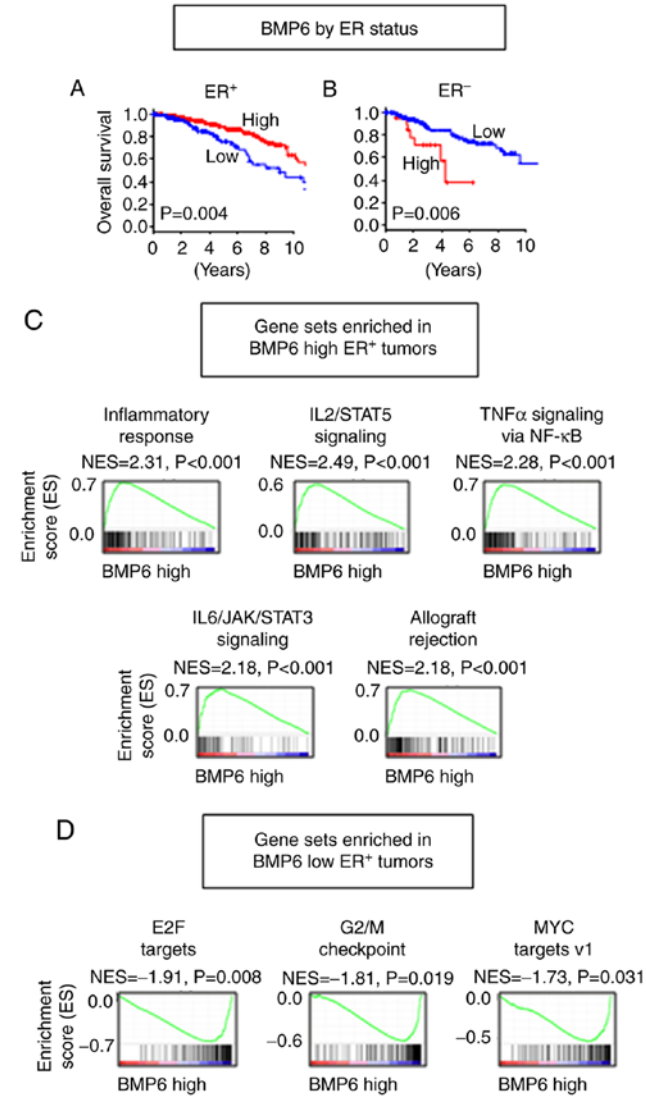 BMP6 by ER status
A
ER⁺
Overall survival
1.0
0.8
0.6
0.4
0.2
0.0
High
Low
P=0.004
0 2 4 6 8 10
(Years)
B
ER⁻
1.0
0.8
0.6
0.4
0.2
0.0
Low
High
P=0.006
0 2 4 6 8 10
(Years)
C
Gene sets enriched in
BMP6 high ER⁺ tumors
Inflammatory
response
NES=2.31, P<0.001
Enrichment
score (ES)
0.7
0.0
BMP6 high
IL2/STAT5
signaling
NES=2.49, P<0.001
0.6
0.0
BMP6 high
TNFα signaling
via NF-κB
NES=2.28, P<0.001
0.7
0.0
BMP6 high
IL6/JAK/STAT3
signaling
NES=2.18, P<0.001
Enrichment
score (ES)
0.7
0.0
BMP6 high
Allograft
rejection
NES=2.18, P<0.001
0.7
0.0
BMP6 high
D
Gene sets enriched in
BMP6 low ER⁺ tumors
E2F
targets
NES=−1.91, P=0.008
Enrichment
score (ES)
0.0
−0.7
BMP6 high
G2/M
checkpoint
NES=−1.81, P=0.019
0.0
−0.6
BMP6 high
MYC
targets v1
NES=−1.73, P=0.031
0.0
−0.5
BMP6 high